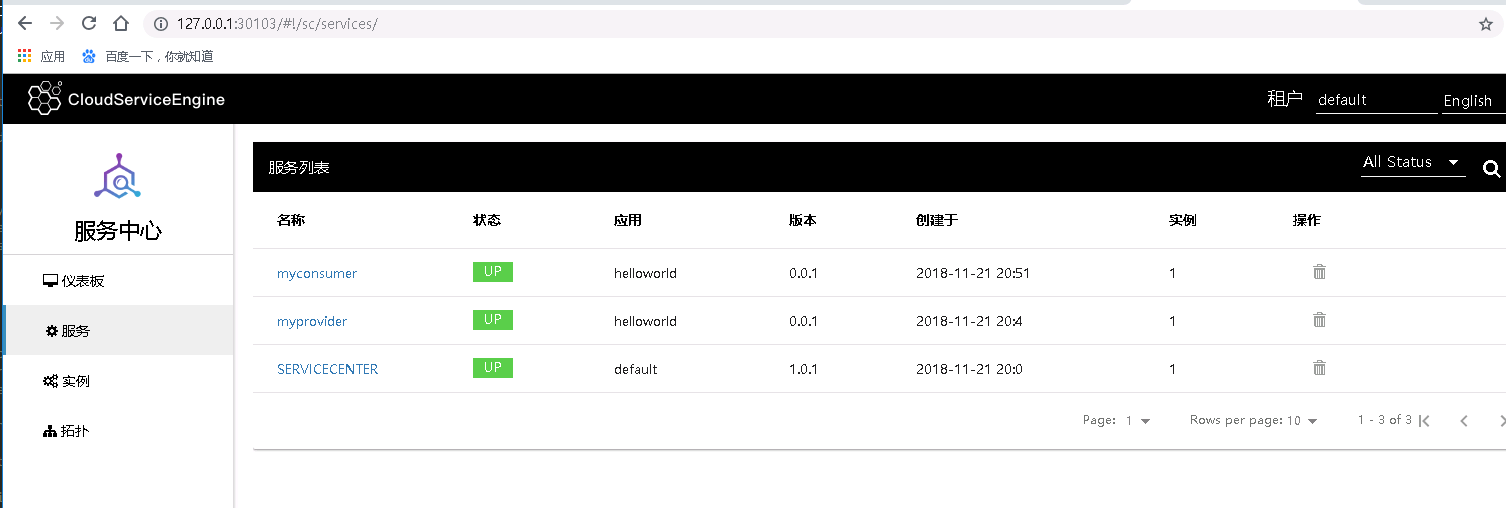 127.0.0.1:30103/#!/sc/services/
应用 百度一下，你就知道
CloudServiceEngine 租户 default English
服务中心
仪表板
服务
实例
拓扑
服务列表 All Status
名称 状态 应用 版本 创建于 实例 操作
myconsumer UP helloworld 0.0.1 2018-11-21 20:51 1
myprovider UP helloworld 0.0.1 2018-11-21 20:4 1
SERVICECENTER UP default 1.0.1 2018-11-21 20:0 1
Page: 1 Rows per page: 10 1 - 3 of 3